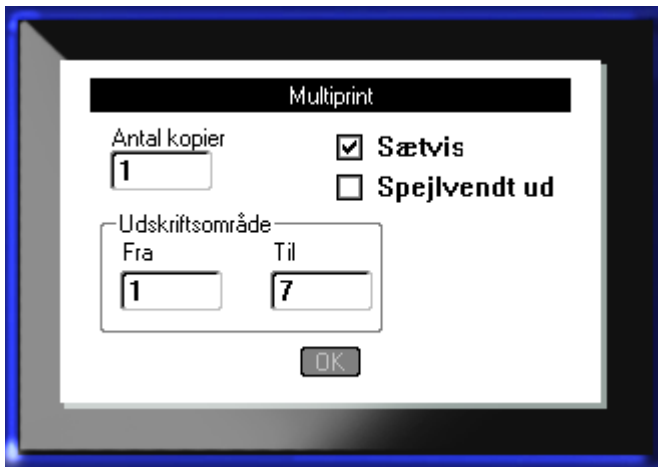 Multiprint
Antal kopier
1
Sætvis
Spejlvendt ud
Udskriftsområde
Fra
Til
1
7
OK